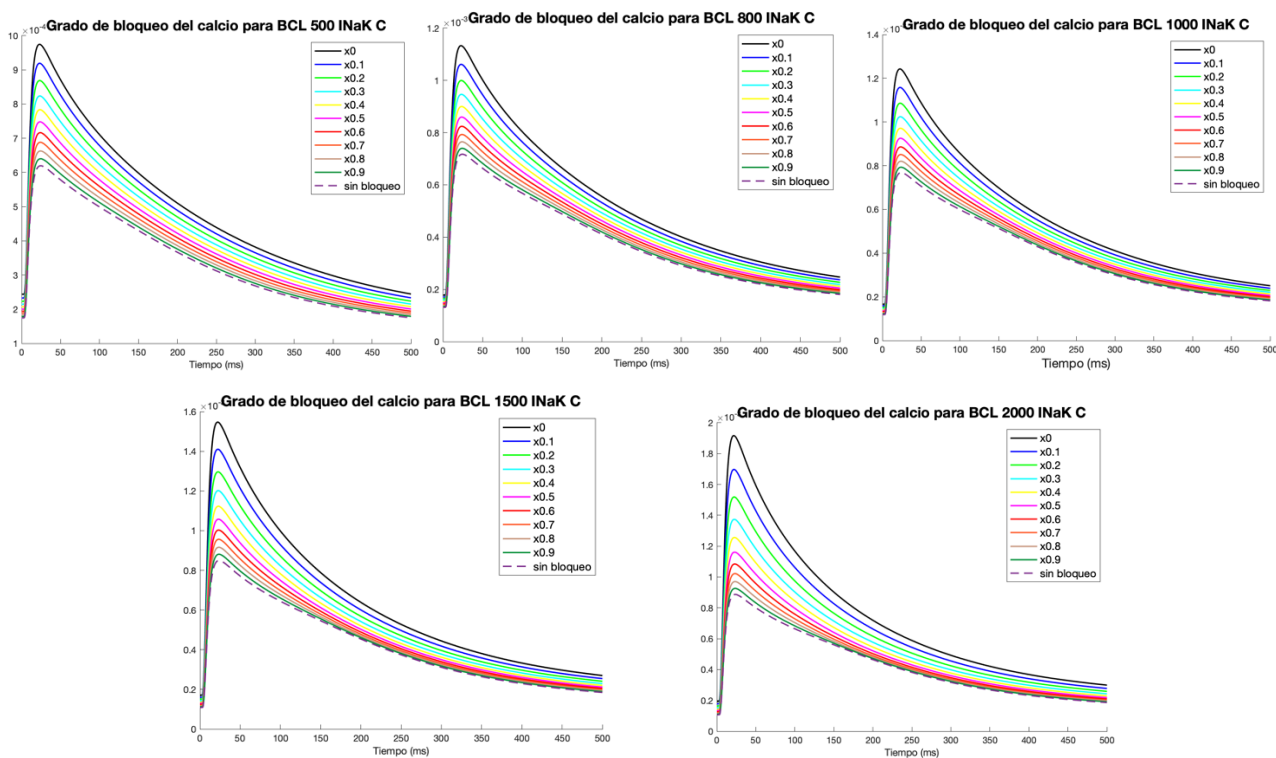 Grado de bloqueo del calcio para BCL 500 INaK C
×10
10
9
8
7
6
5
4
3
2
1
x0
x0.1
x0.2
x0.3
x0.4
x0.5
x0.6
x0.7
x0.8
x0.9
sin bloqueo
0 50 100 150 200 250 300 350 400 450 500
Tiempo (ms)
Grado de bloqueo del calcio para BCL 800 INaK C
×10-3
1.2
1
0.8
0.6
0.4
0.2
0
x0
x0.1
x0.2
x0.3
x0.4
x0.5
x0.6
x0.7
x0.8
x0.9
sin bloqueo
0 50 100 150 200 250 300 350 400 450 500
Tiempo (ms)
Grado de bloqueo del calcio para BCL 1000 INaK C
×10
1.4
1.2
1
0.8
0.6
0.4
0.2
0
x0
x0.1
x0.2
x0.3
x0.4
x0.5
x0.6
x0.7
x0.8
x0.9
sin bloqueo
0 50 100 150 200 250 300 350 400 450 500
Tiempo (ms)
Grado de bloqueo del calcio para BCL 1500 INaK C
×10
1.6
1.4
1.2
1
0.8
0.6
0.4
0.2
0
x0
x0.1
x0.2
x0.3
x0.4
x0.5
x0.6
x0.7
x0.8
x0.9
sin bloqueo
0 50 100 150 200 250 300 350 400 450 500
Tiempo (ms)
Grado de bloqueo del calcio para BCL 2000 INaK C
×10
2
1.8
1.6
1.4
1.2
1
0.8
0.6
0.4
0.2
0
x0
x0.1
x0.2
x0.3
x0.4
x0.5
x0.6
x0.7
x0.8
x0.9
sin bloqueo
0 50 100 150 200 250 300 350 400 450 500
Tiempo (ms)